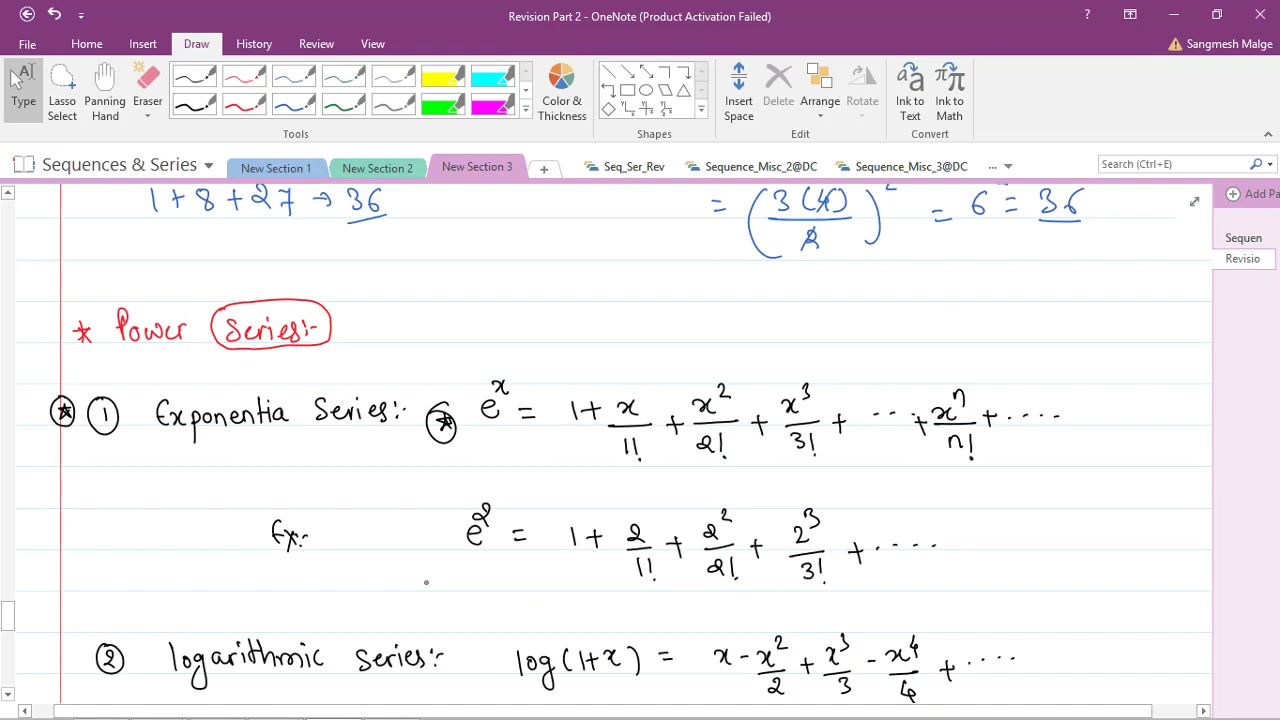 Revision Part 2 - OneNote (Product Activation Failed)
File Home Insert Draw History Review View Sangmesh Malge
Type Lasso Select Panning Hand Eraser Color & Thickness Insert Space Delete Arrange Rotate Ink to Text Ink to Math
Tools Shapes Edit Convert
Sequences & Series New Section 1 New Section 2 New Section 3 + Seq_Ser_Rev Sequence_Misc_2@DC Sequence_Misc_3@DC ... Search (Ctrl+E)
Add Pa
Sequen
Revisio
1 + 8 + 27 → 36 = (3(4)/2)² = 6² = 36
* Power Series:-
* ① Exponentia Series:- * e^x = 1 + x/1! + x²/2! + x³/3! + ..... + x^n/n! + ....
Ex:- e² = 1 + 2/1! + 2²/2! + 2³/3! + .....
② logarithmic Series:- log(1+x) = x - x²/2 + x³/3 - x⁴/4 + ....